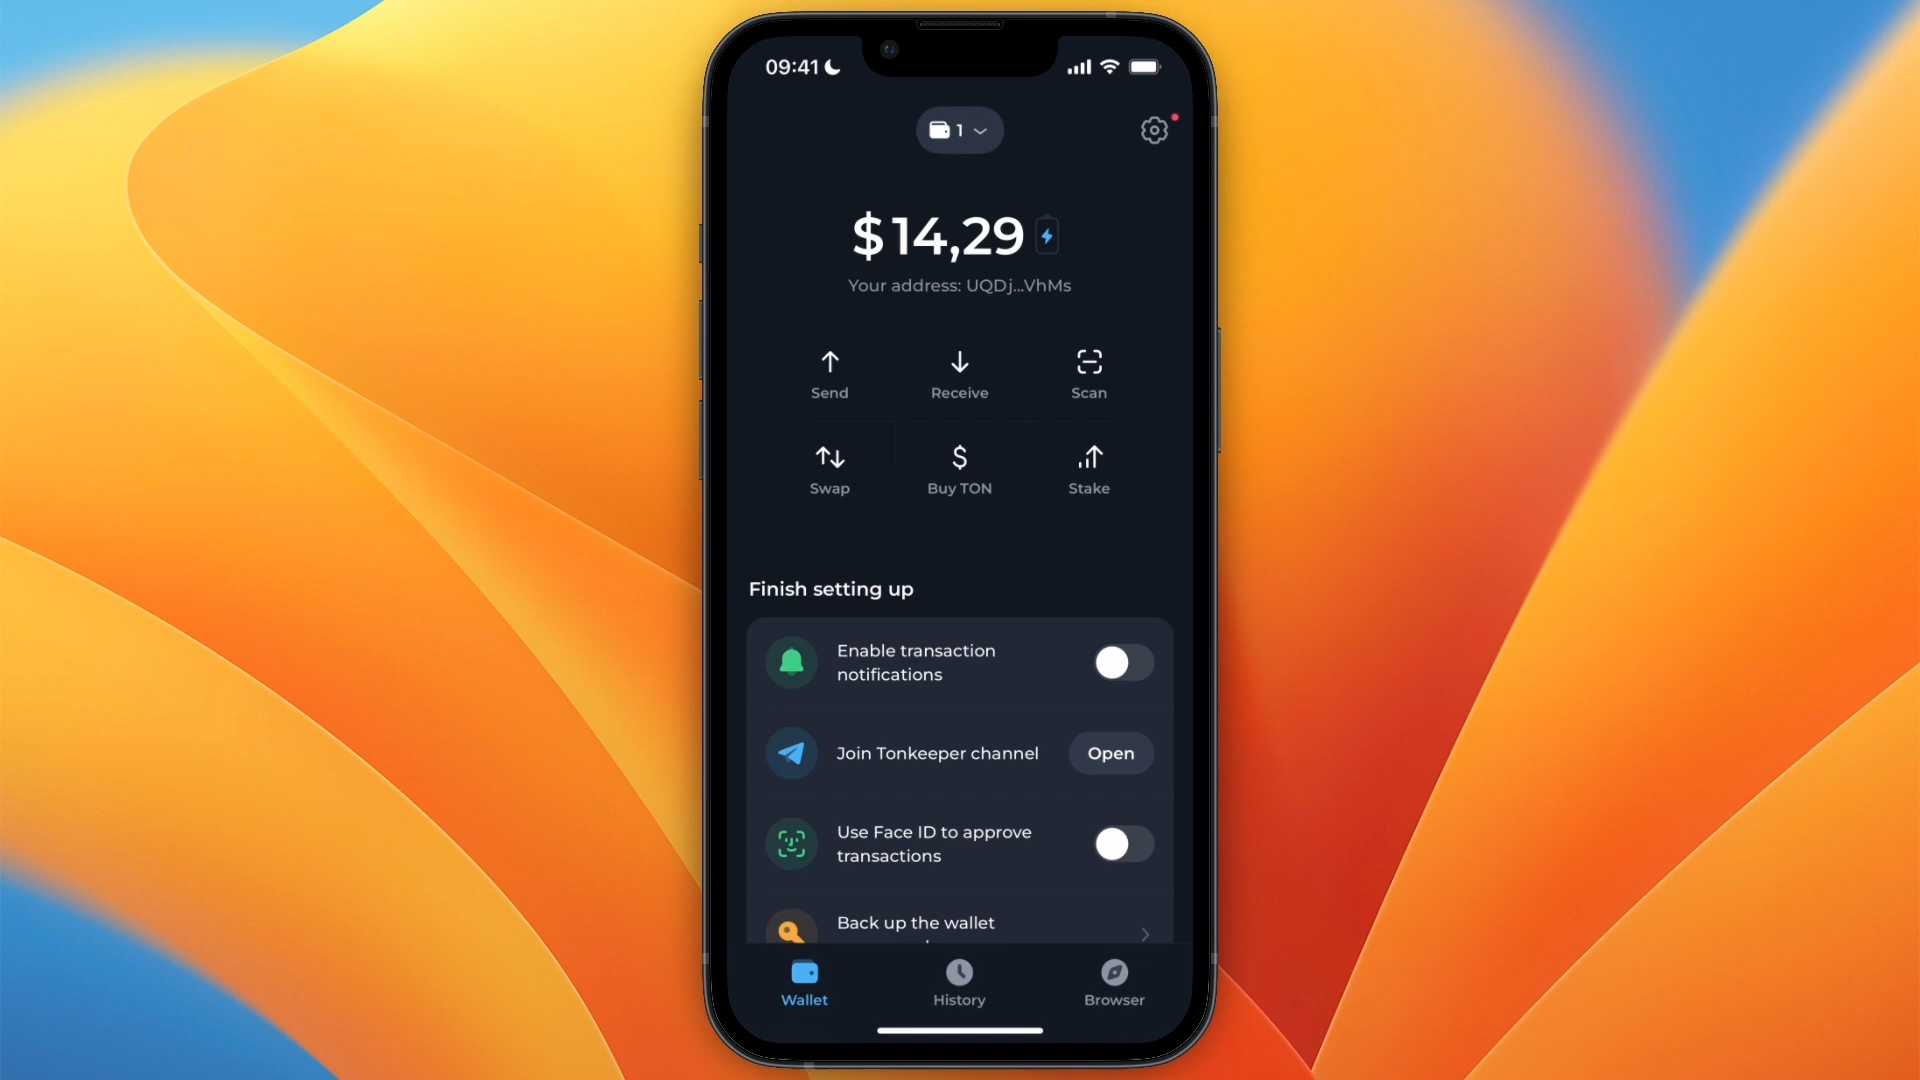 09:41
1
$14,29
Your address: UQDj...VhMs
Send
Receive
Scan
Swap
Buy TON
Stake
Finish setting up
Enable transaction
notifications
Join Tonkeeper channel
Open
Use Face ID to approve
transactions
Back up the wallet
Wallet
History
Browser